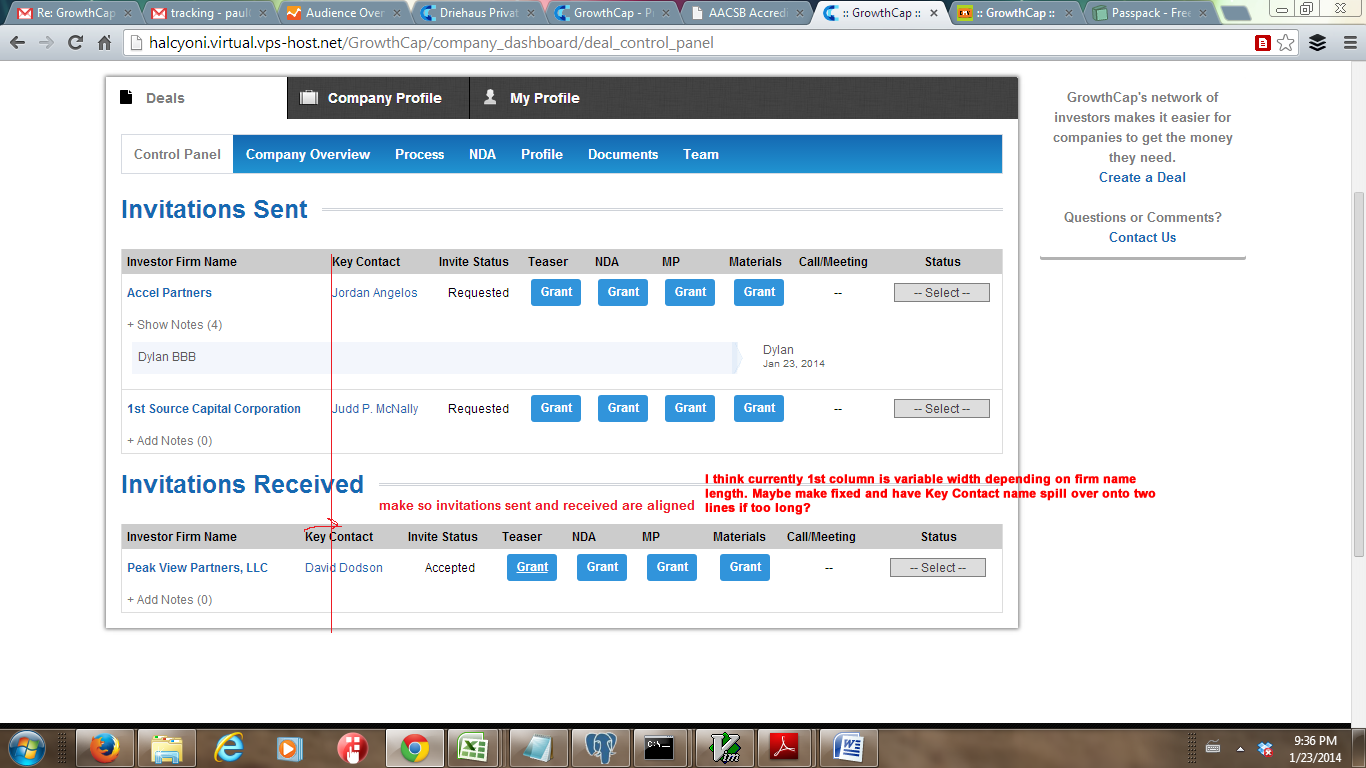 Re: GrowthCap
tracking - paul
Audience Over
Driehaus Privat
GrowthCap - P
AACSB Accredi
:: GrowthCap ::
:: GrowthCap ::
Passpack - Free
halcyoni.virtual.vps-host.net/GrowthCap/company_dashboard/deal_control_panel
Deals
Company Profile
My Profile
Control Panel
Company Overview
Process
NDA
Profile
Documents
Team
GrowthCap's network of
investors makes it easier for
companies to get the money
they need.
Create a Deal
Questions or Comments?
Contact Us
Invitations Sent
Investor Firm Name Key Contact Invite Status Teaser NDA MP Materials Call/Meeting Status
Accel Partners Jordan Angelos Requested Grant Grant Grant Grant -- -- Select --
+ Show Notes (4)
Dylan BBB
Dylan
Jan 23, 2014
1st Source Capital Corporation Judd P. McNally Requested Grant Grant Grant Grant -- -- Select --
+ Add Notes (0)
Invitations Received
make so invitations sent and received are aligned
I think currently 1st column is variable width depending on firm name
length. Maybe make fixed and have Key Contact name spill over onto two
lines if too long?
Investor Firm Name Key Contact Invite Status Teaser NDA MP Materials Call/Meeting Status
Peak View Partners, LLC David Dodson Accepted Grant Grant Grant Grant -- -- Select --
+ Add Notes (0)
9:36 PM
1/23/2014